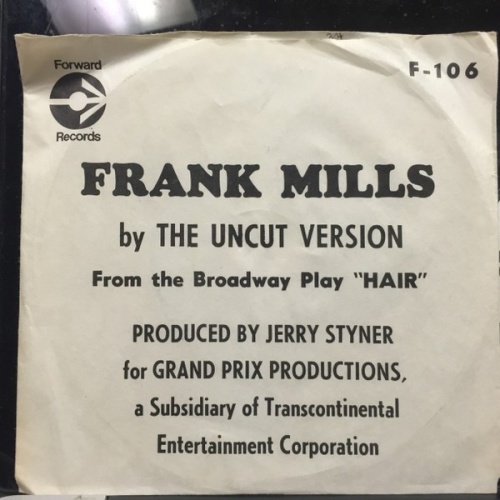 Forward
Records
F-106
FRANK MILLS
by THE UNCUT VERSION
From the Broadway Play "HAIR"
PRODUCED BY JERRY STYNER
for GRAND PRIX PRODUCTIONS,
a Subsidiary of Transcontinental
Entertainment Corporation